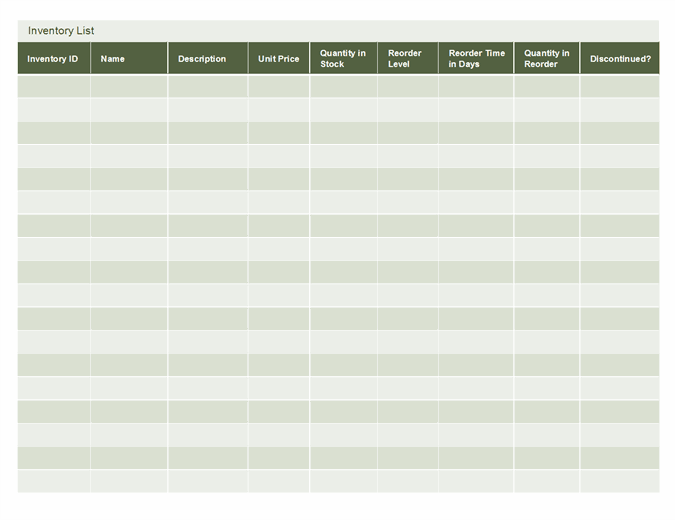 Inventory List
Inventory ID
Name
Description
Unit Price
Quantity in
Stock
Reorder
Level
Reorder Time
in Days
Quantity in
Reorder
Discontinued?